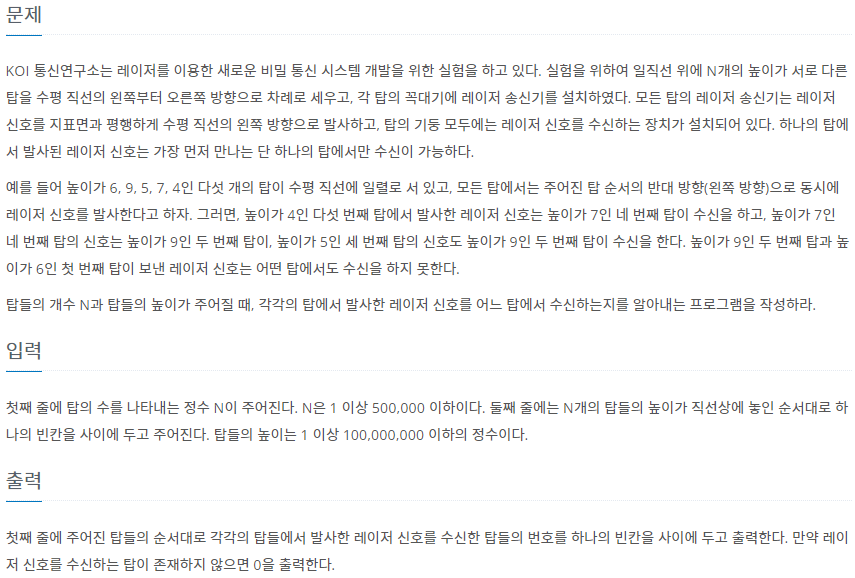 문제
KOI 통신연구소는 레이저를 이용한 새로운 비밀 통신 시스템 개발을 위한 실험을 하고 있다. 실험을 위하여 일직선 위에 N개의 높이가 서로 다른
탑을 수평 직선의 왼쪽부터 오른쪽 방향으로 차례로 세우고, 각 탑의 꼭대기에 레이저 송신기를 설치하였다. 모든 탑의 레이저 송신기는 레이저
신호를 지표면과 평행하게 수평 직선의 왼쪽 방향으로 발사하고, 탑의 기둥 모두에는 레이저 신호를 수신하는 장치가 설치되어 있다. 하나의 탑에
서 발사된 레이저 신호는 가장 먼저 만나는 단 하나의 탑에서만 수신이 가능하다.
예를 들어 높이가 6, 9, 5, 7, 4인 다섯 개의 탑이 수평 직선에 일렬로 서 있고, 모든 탑에서는 주어진 탑 순서의 반대 방향(왼쪽 방향)으로 동시에
레이저 신호를 발사한다고 하자. 그러면, 높이가 4인 다섯 번째 탑에서 발사한 레이저 신호는 높이가 7인 네 번째 탑이 수신을 하고, 높이가 7인
네 번째 탑의 신호는 높이가 9인 두 번째 탑이, 높이가 5인 세 번째 탑의 신호도 높이가 9인 두 번째 탑이 수신을 한다. 높이가 9인 두 번째 탑과 높
이가 6인 첫 번째 탑이 보낸 레이저 신호는 어떤 탑에서도 수신을 하지 못한다.
탑들의 개수 N과 탑들의 높이가 주어질 때, 각각의 탑에서 발사한 레이저 신호를 어느 탑에서 수신하는지를 알아내는 프로그램을 작성하라.
입력
첫째 줄에 탑의 수를 나타내는 정수 N이 주어진다. N은 1 이상 500,000 이하이다. 둘째 줄에는 N개의 탑들의 높이가 직선상에 놓인 순서대로 하
나의 빈칸을 사이에 두고 주어진다. 탑들의 높이는 1 이상 100,000,000 이하의 정수이다.
출력
첫째 줄에 주어진 탑들의 순서대로 각각의 탑들에서 발사한 레이저 신호를 수신한 탑들의 번호를 하나의 빈칸을 사이에 두고 출력한다. 만약 레이
저 신호를 수신하는 탑이 존재하지 않으면 0을 출력한다.